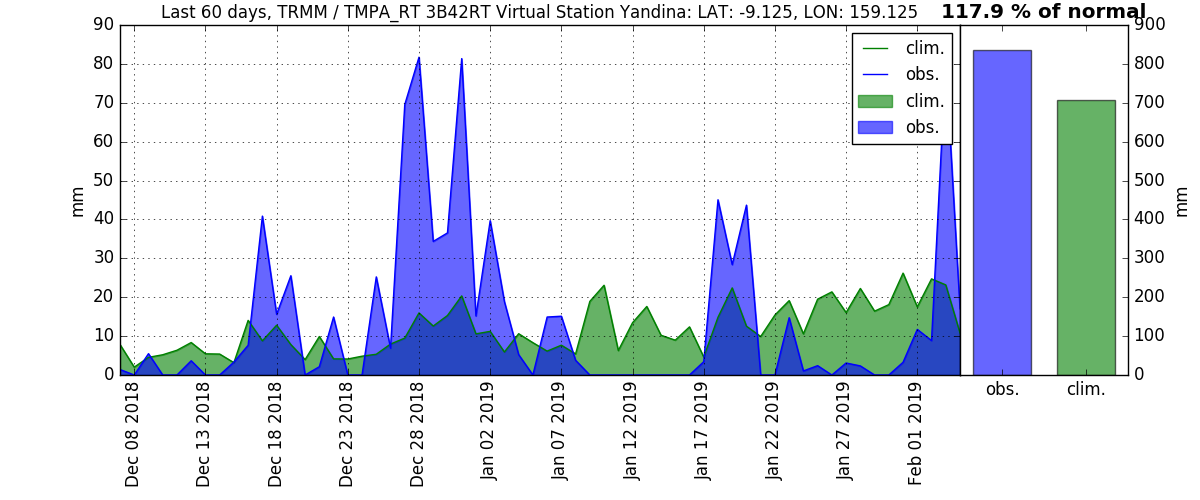 Last 60 days, TRMM / TMPA_RT 3B42RT Virtual Station Yandina: LAT: -9.125, LON: 159.125
117.9 % of normal
90
80
70
60
50
40
30
20
10
0
mm
clim.
obs.
clim.
obs.
900
800
700
600
500
400
300
200
100
0
mm
Dec 08 2018
Dec 13 2018
Dec 18 2018
Dec 23 2018
Dec 28 2018
Jan 02 2019
Jan 07 2019
Jan 12 2019
Jan 17 2019
Jan 22 2019
Jan 27 2019
Feb 01 2019
obs.
clim.